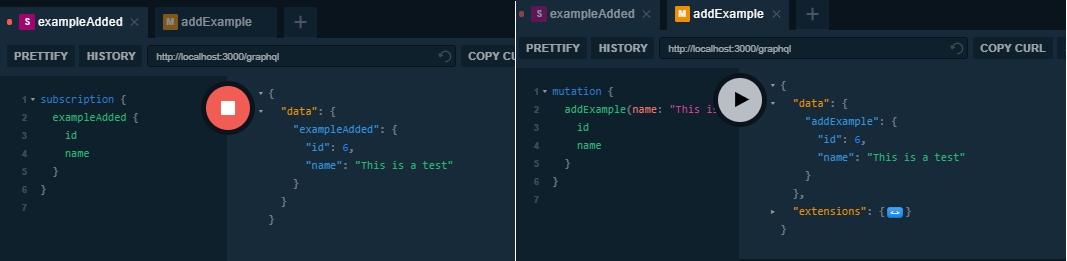 S exampleAdded × M addExample +
PRETTIFY HISTORY http://localhost:3000/graphql COPY CU
1 subscription {
2 exampleAdded {
3 id
4 name
5 }
6 }
7
{
"data": {
"exampleAdded": {
"id": 6,
"name": "This is a test"
}
}
}
S exampleAdded × M addExample × +
PRETTIFY HISTORY http://localhost:3000/graphql COPY CURL
1 mutation {
2 addExample(name: "This is
3 id
4 name
5 }
6 }
7
{
"data": {
"addExample": {
"id": 6,
"name": "This is a test"
}
},
"extensions": {<->}
}